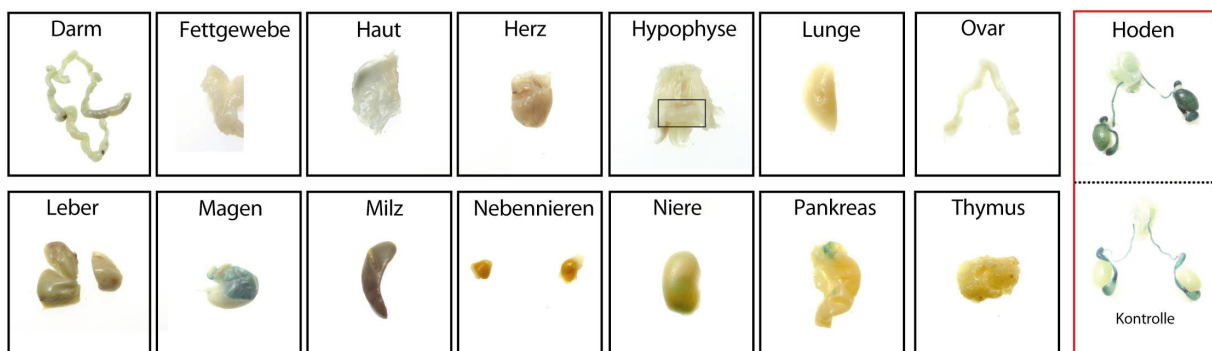 Darm
Fettgewebe
Haut
Herz
Hypophyse
Lunge
Ovar
Hoden
Leber
Magen
Milz
Nebennieren
Niere
Pankreas
Thymus
Kontrolle